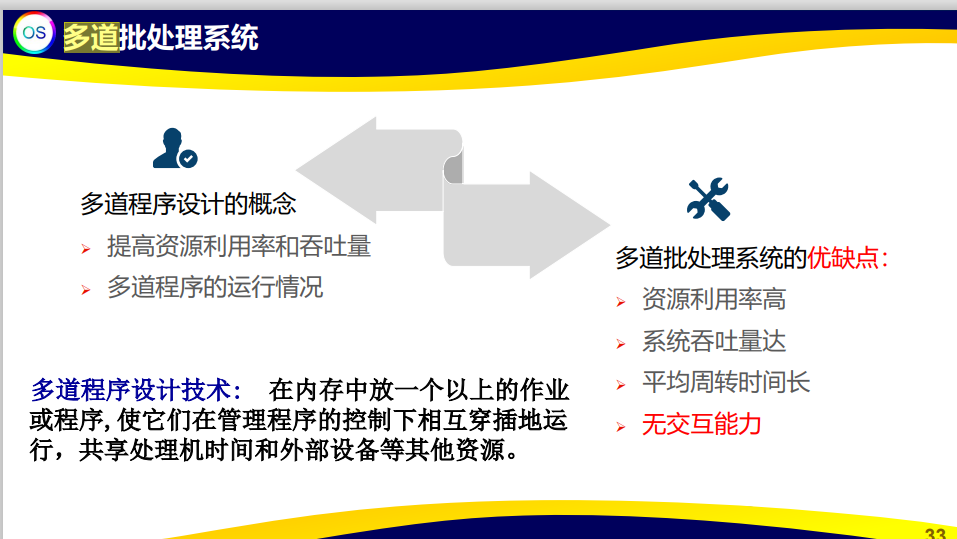 OS
多道批处理系统
多道程序设计的概念
提高资源利用率和吞吐量
多道程序的运行情况
多道批处理系统的优缺点：
资源利用率高
系统吞吐量达
平均周转时间长
无交互能力
多道程序设计技术： 在内存中放一个以上的作业
或程序,使它们在管理程序的控制下相互穿插地运
行，共享处理机时间和外部设备等其他资源。
33